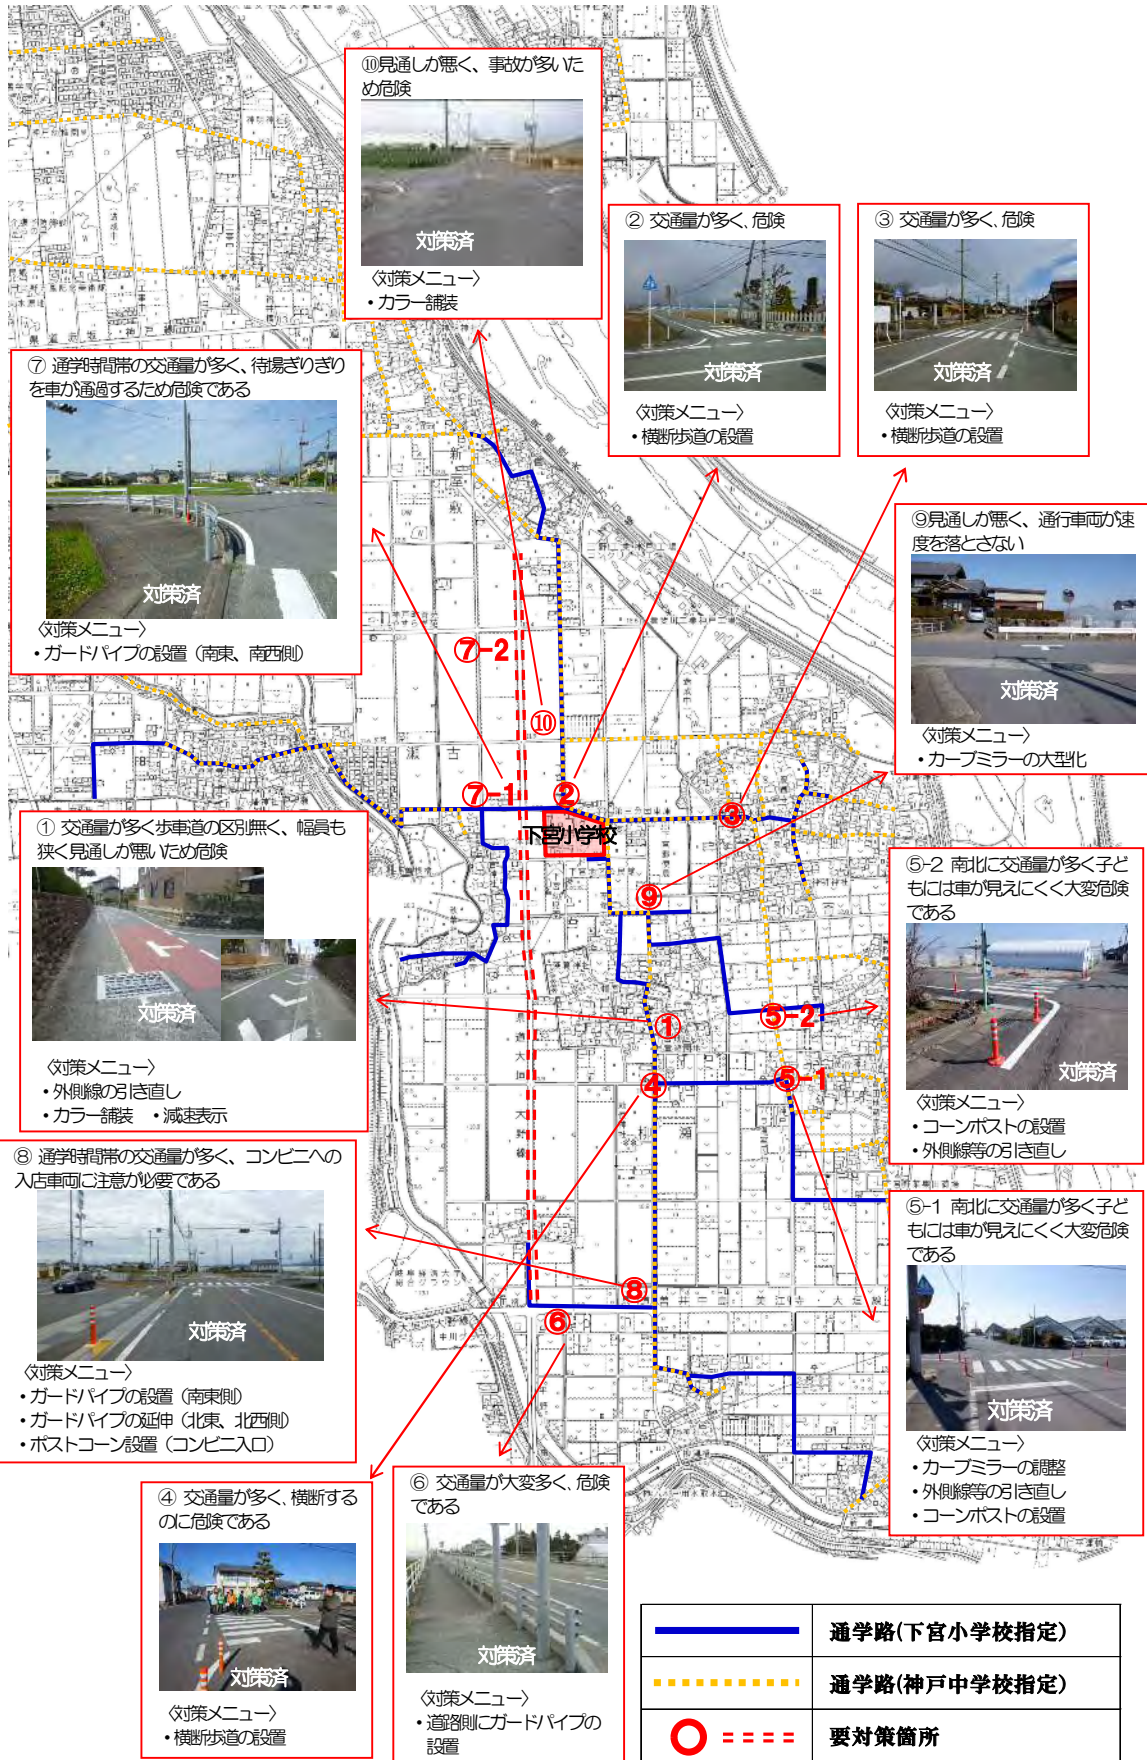 ⑩見通しが悪く、事故が多いた
め危険
対策済
〈対策メニュー〉
・カラー舗装
② 交通量が多く、危険
対策済
〈対策メニュー〉
・横断歩道の設置
③ 交通量が多く、危険
対策済
〈対策メニュー〉
・横断歩道の設置
⑦ 通学時間帯の交通量が多く、待場ぎりぎり
を車が通過するため危険である
対策済
〈対策メニュー〉
・ガードパイプの設置（南東、南西側）
⑨見通しが悪く、通行車両が速
度を落とさない
対策済
〈対策メニュー〉
・カーブミラーの大型化
⑦-2
⑩
⑦-1
②
③
下宮小学校
⑨
① 交通量が多く歩車道の区別無く、幅員も
狭く見通しが悪いため危険
対策済
〈対策メニュー〉
・外側線の引き直し
・カラー舗装 ・減速表示
⑤-2 南北に交通量が多く子ど
もには車が見えにくく大変危険
である
対策済
〈対策メニュー〉
・コーンポストの設置
・外側線等の引き直し
①
⑤-2
④
⑤-1
⑧ 通学時間帯の交通量が多く、コンビニへの
入店車両に注意が必要である
対策済
〈対策メニュー〉
・ガードパイプの設置（南東側）
・ガードパイプの延伸（北東、北西側）
・ポストコーン設置（コンビニ入口）
⑤-1 南北に交通量が多く子ど
もには車が見えにくく大変危険
である
対策済
〈対策メニュー〉
・カーブミラーの調整
・外側線等の引き直し
・コーンポストの設置
⑧
⑥
④ 交通量が多く、横断する
のに危険である
対策済
〈対策メニュー〉
・横断歩道の設置
⑥ 交通量が大変多く、危険
である
対策済
〈対策メニュー〉
・道路側にガードパイプの
設置
通学路(下宮小学校指定)
通学路(神戸中学校指定)
要対策箇所